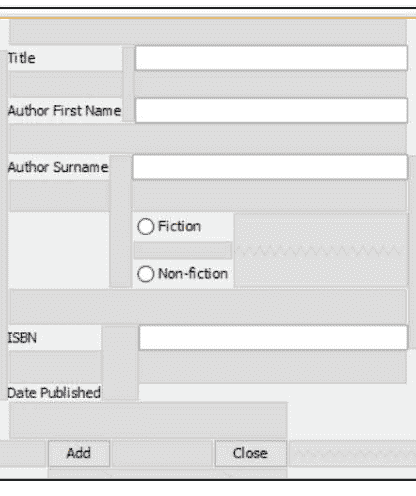 Title
Author First Name
Author Surname
Fiction
Non-fiction
ISBN
Date Published
Add Close